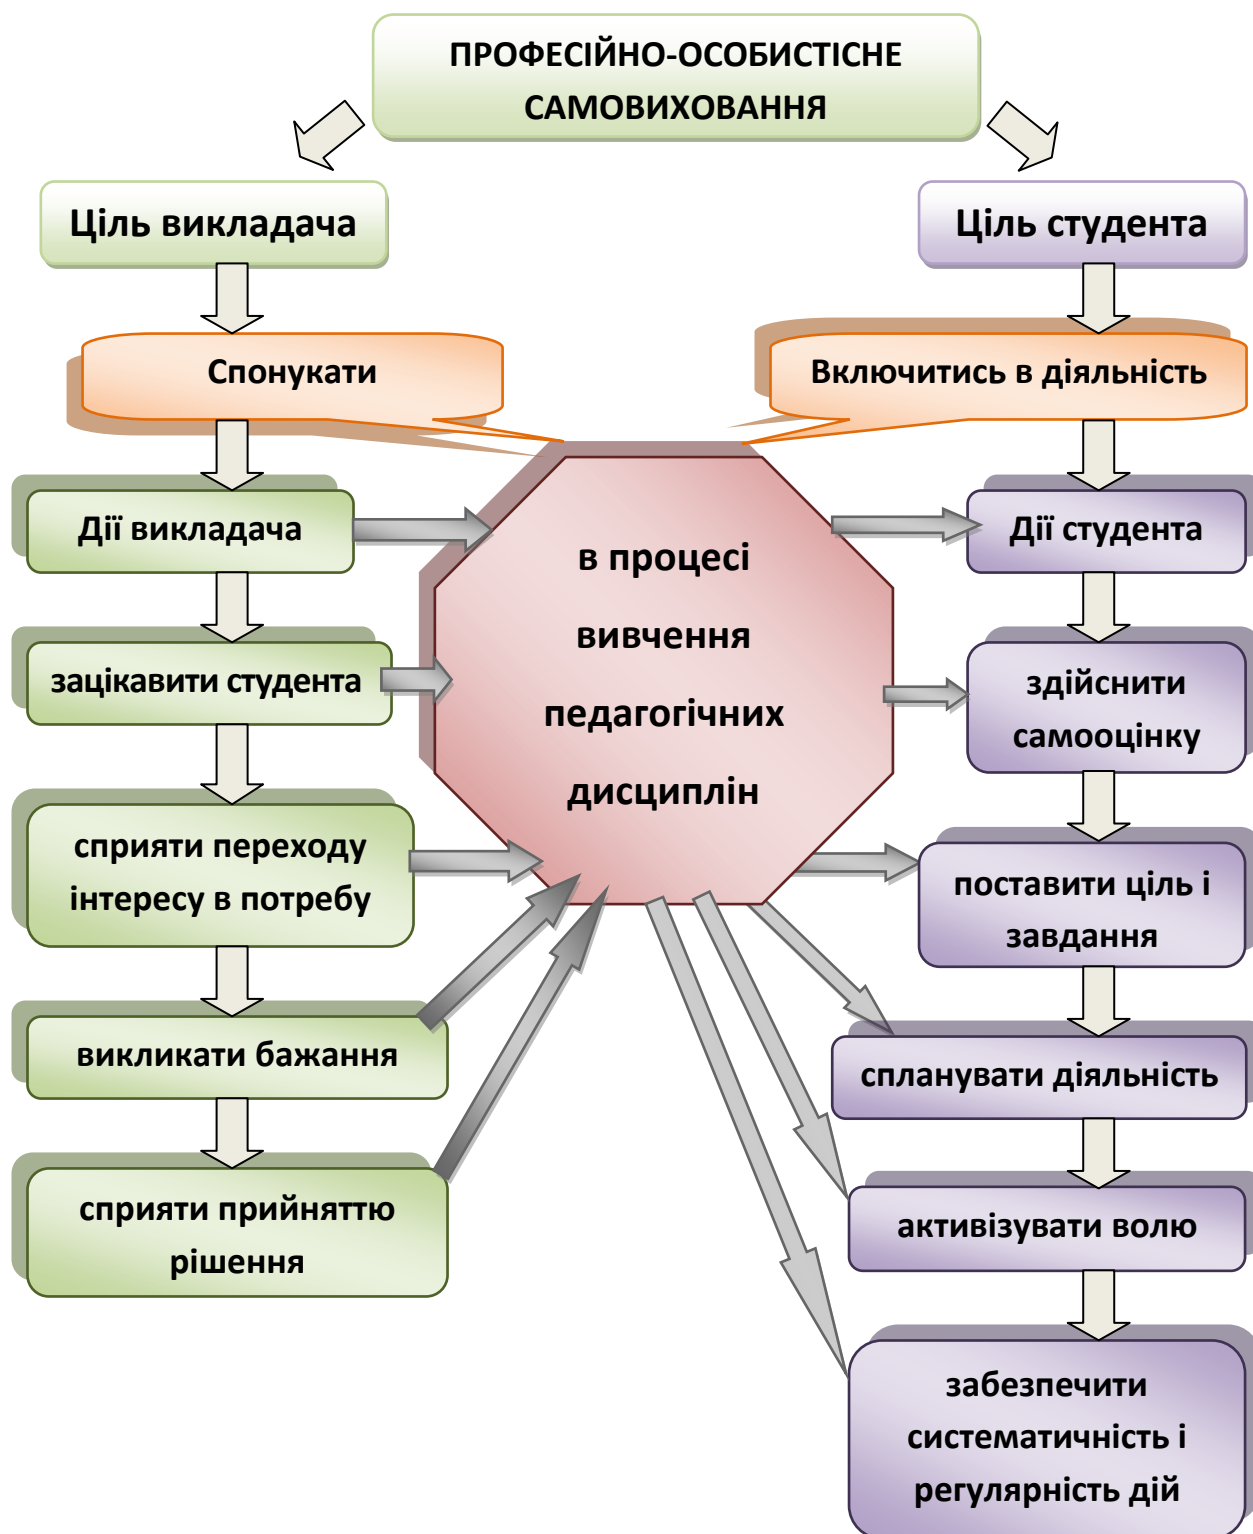 ПРОФЕСІЙНО-ОСОБИСТІСНЕ
САМОВИХОВАННЯ
Ціль викладача
Ціль студента
Спонукати
Включитись в діяльність
Дії викладача
зацікавити студента
сприяти переходу
інтересу в потребу
викликати бажання
сприяти прийняттю
рішення
в процесі
вивчення
педагогічних
дисциплін
Дії студента
здійснити
самооцінку
поставити ціль і
завдання
спланувати діяльність
активізувати волю
забезпечити
систематичність і
регулярність дій